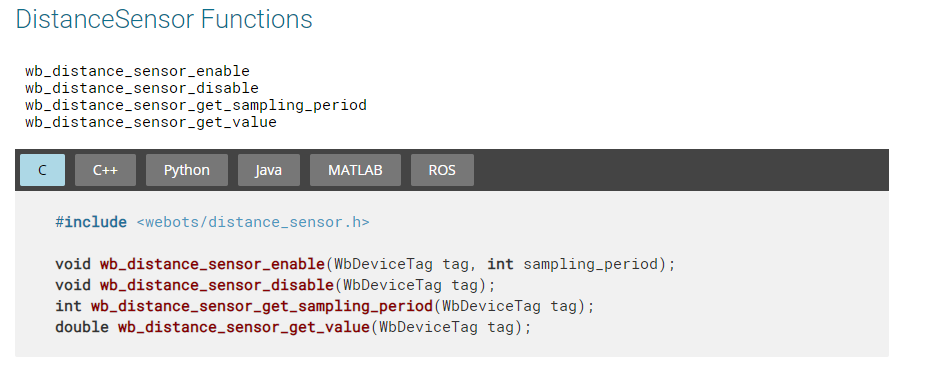 DistanceSensor Functions
wb_distance_sensor_enable
wb_distance_sensor_disable
wb_distance_sensor_get_sampling_period
wb_distance_sensor_get_value
C C++ Python Java MATLAB ROS
#include <webots/distance_sensor.h>
void wb_distance_sensor_enable(WbDeviceTag tag, int sampling_period);
void wb_distance_sensor_disable(WbDeviceTag tag);
int wb_distance_sensor_get_sampling_period(WbDeviceTag tag);
double wb_distance_sensor_get_value(WbDeviceTag tag);